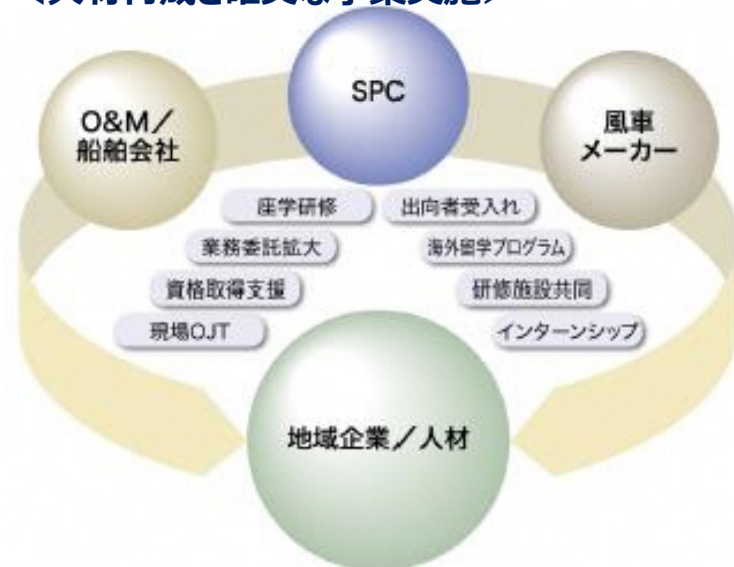 SPC
O&M／
船舶会社
風車
メーカー
座学研修
出向者受入れ
業務委託拡大
海外留学プログラム
資格取得支援
研修施設共同
現場OJT
インターンシップ
地域企業／人材